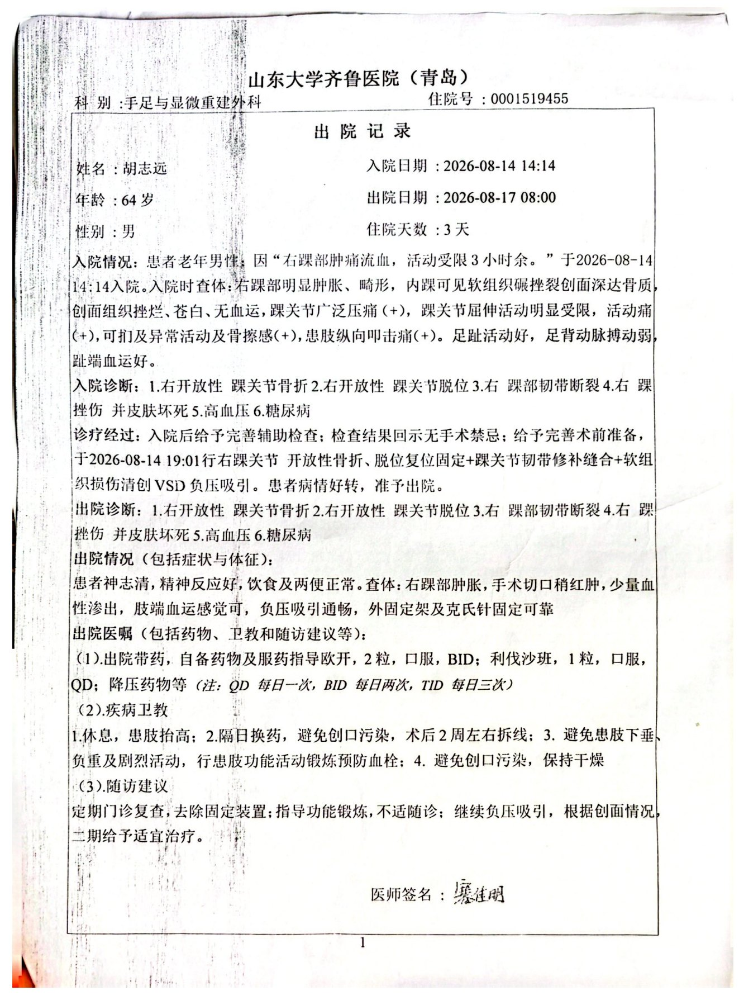 山东大学齐鲁医院（青岛）
科 别 :手足与显微重建外科 住院号 : 0001519455
出 院 记 录
姓名 : 胡志远 入院日期 : 2026-08-14 14:14
年龄 : 64 岁 出院日期 : 2026-08-17 08:00
性别 : 男 住院天数 : 3 天
入院情况：患者老年男性，因“右踝部肿痛流血，活动受限 3 小时余。”于2026-08-14
14:14入院。入院时查体：右踝部明显肿胀、畸形，内踝可见软组织碾挫裂创面深达骨质，
创面组织挫烂、苍白、无血运，踝关节广泛压痛（+），踝关节屈伸活动明显受限，活动痛
(+)，可扪及异常活动及骨擦感(+)，患肢纵向叩击痛(+)。足趾活动好，足背动脉搏动弱，
趾端血运好。
入院诊断：1.右开放性 踝关节骨折 2.右开放性 踝关节脱位 3.右 踝部韧带断裂 4.右 踝
挫伤 并皮肤坏死 5.高血压 6.糖尿病
诊疗经过：入院后给予完善辅助检查；检查结果回示无手术禁忌；给予完善术前准备，
于2026-08-14 19:01行右踝关节 开放性骨折、脱位复位固定+踝关节韧带修补缝合+软组
织损伤清创 VSD 负压吸引。患者病情好转，准予出院。
出院诊断：1.右开放性 踝关节骨折 2.右开放性 踝关节脱位 3.右 踝部韧带断裂 4.右 踝
挫伤 并皮肤坏死 5.高血压 6.糖尿病
出院情况（包括症状与体征）：
患者神志清，精神反应好，饮食及两便正常。查体：右踝部肿胀，手术切口稍红肿，少量血
性渗出，肢端血运感觉可，负压吸引通畅，外固定架及克氏针固定可靠
出院医嘱（包括药物、卫教和随访建议等）：
（1).出院带药，自备药物及服药指导欧开，2 粒，口服，BID；利伐沙班，1 粒，口服，
QD；降压药物等（注：QD 每日一次，BID 每日两次，TID 每日三次）
（2).疾病卫教
1.休息，患肢抬高；2.隔日换药，避免创口污染，术后 2 周左右拆线；3. 避免患肢下垂、
负重及剧烈活动，行患肢功能活动锻炼预防血栓；4. 避免创口污染，保持干燥
（3).随访建议
定期门诊复查，去除固定装置；指导功能锻炼，不适随诊；继续负压吸引，根据创面情况，
二期给予适宜治疗。
医师签名 :
1